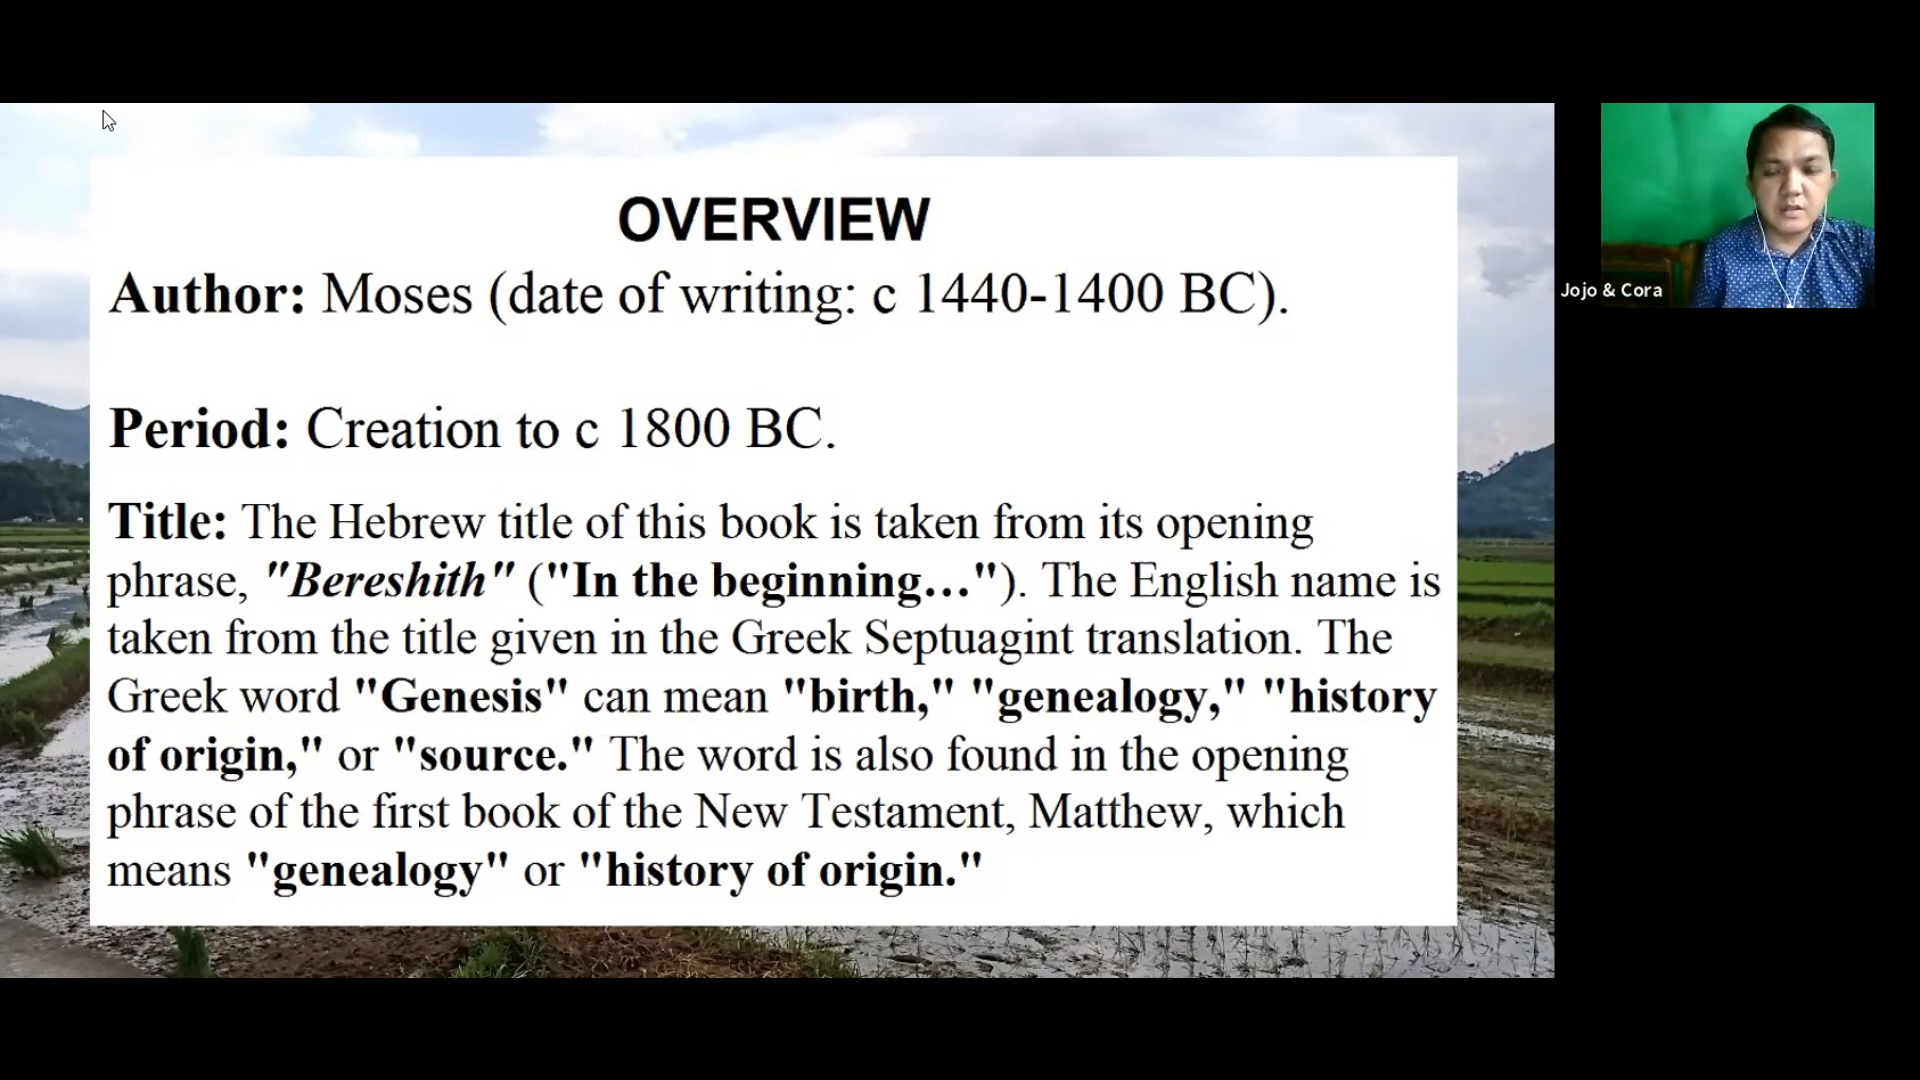 OVERVIEW
Author: Moses (date of writing: c 1440-1400 BC).
Period: Creation to c 1800 BC.
Title: The Hebrew title of this book is taken from its opening
phrase, "Bereshith" ("In the beginning…"). The English name is
taken from the title given in the Greek Septuagint translation. The
Greek word "Genesis" can mean "birth," "genealogy," "history
of origin," or "source." The word is also found in the opening
phrase of the first book of the New Testament, Matthew, which
means "genealogy" or "history of origin."
Jojo & Cora